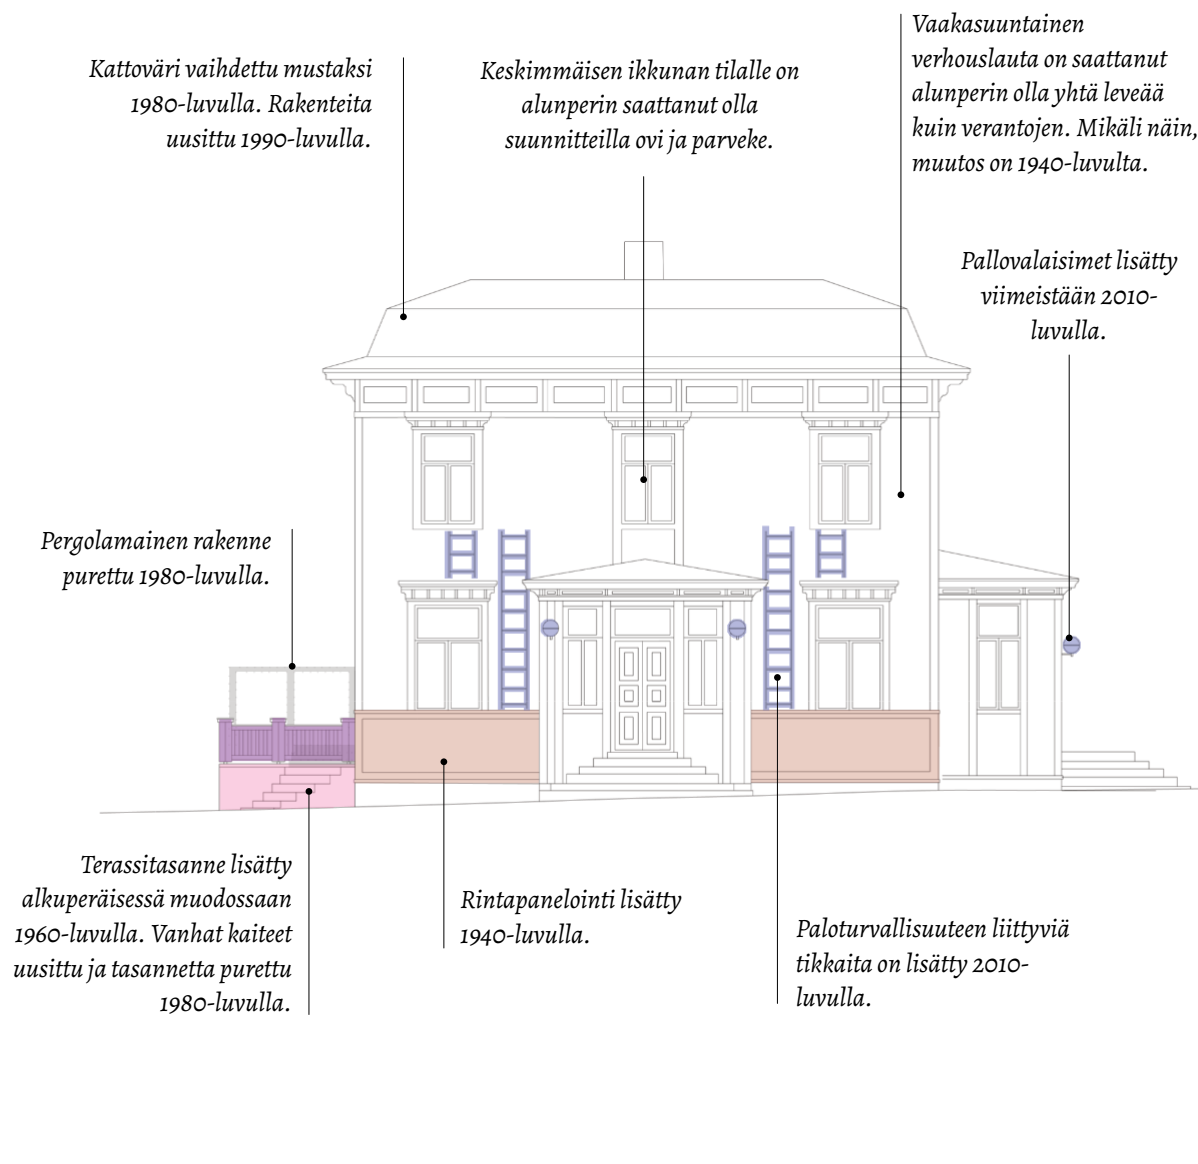 Kattoväri vaihdettu mustaksi
1980-luvulla. Rakenteita
uusittu 1990-luvulla.
Keskimmäisen ikkunan tilalle on
alunperin saattanut olla
suunnitteilla ovi ja parveke.
Vaakasuuntainen
verhouslauta on saattanut
alunperin olla yhtä leveää
kuin verantojen. Mikäli näin,
muutos on 1940-luvulta.
Pallovalaisimet lisätty
viimeistään 2010-
luvulla.
Pergolamainen rakenne
purettu 1980-luvulla.
Terassitasanne lisätty
alkuperäisessä muodossaan
1960-luvulla. Vanhat kaiteet
uusittu ja tasannetta purettu
1980-luvulla.
Rintapanelointi lisätty
1940-luvulla.
Paloturvallisuuteen liittyviä
tikkaita on lisätty 2010-
luvulla.